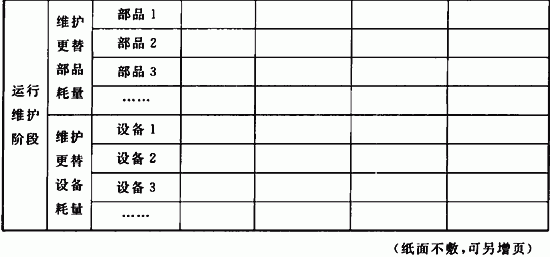 运行
维护
阶段
维护
更替
部品
耗量
部品 1
部品 2
部品 3
……
维护
更替
设备
耗量
设备 1
设备 2
设备 3
……
(纸面不敷,可另增页)